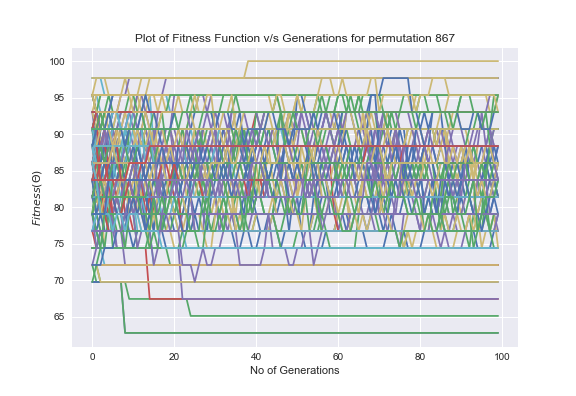 Plot of Fitness Function v/s Generations for permutation 867
100
95
90
85
80
75
70
65
Fitness(Θ)
0 20 40 60 80 100
No of Generations